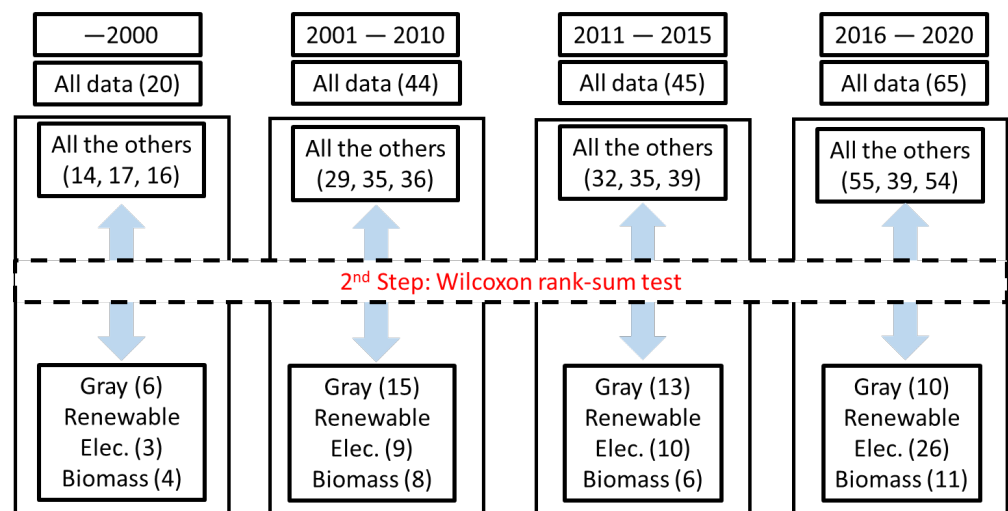 —2000
2001 — 2010
2011 — 2015
2016 — 2020
All data (20)
All data (44)
All data (45)
All data (65)
All the others
(14, 17, 16)
All the others
(29, 35, 36)
All the others
(32, 35, 39)
All the others
(55, 39, 54)
2nd Step: Wilcoxon rank-sum test
Gray (6)
Renewable
Elec. (3)
Biomass (4)
Gray (15)
Renewable
Elec. (9)
Biomass (8)
Gray (13)
Renewable
Elec. (10)
Biomass (6)
Gray (10)
Renewable
Elec. (26)
Biomass (11)